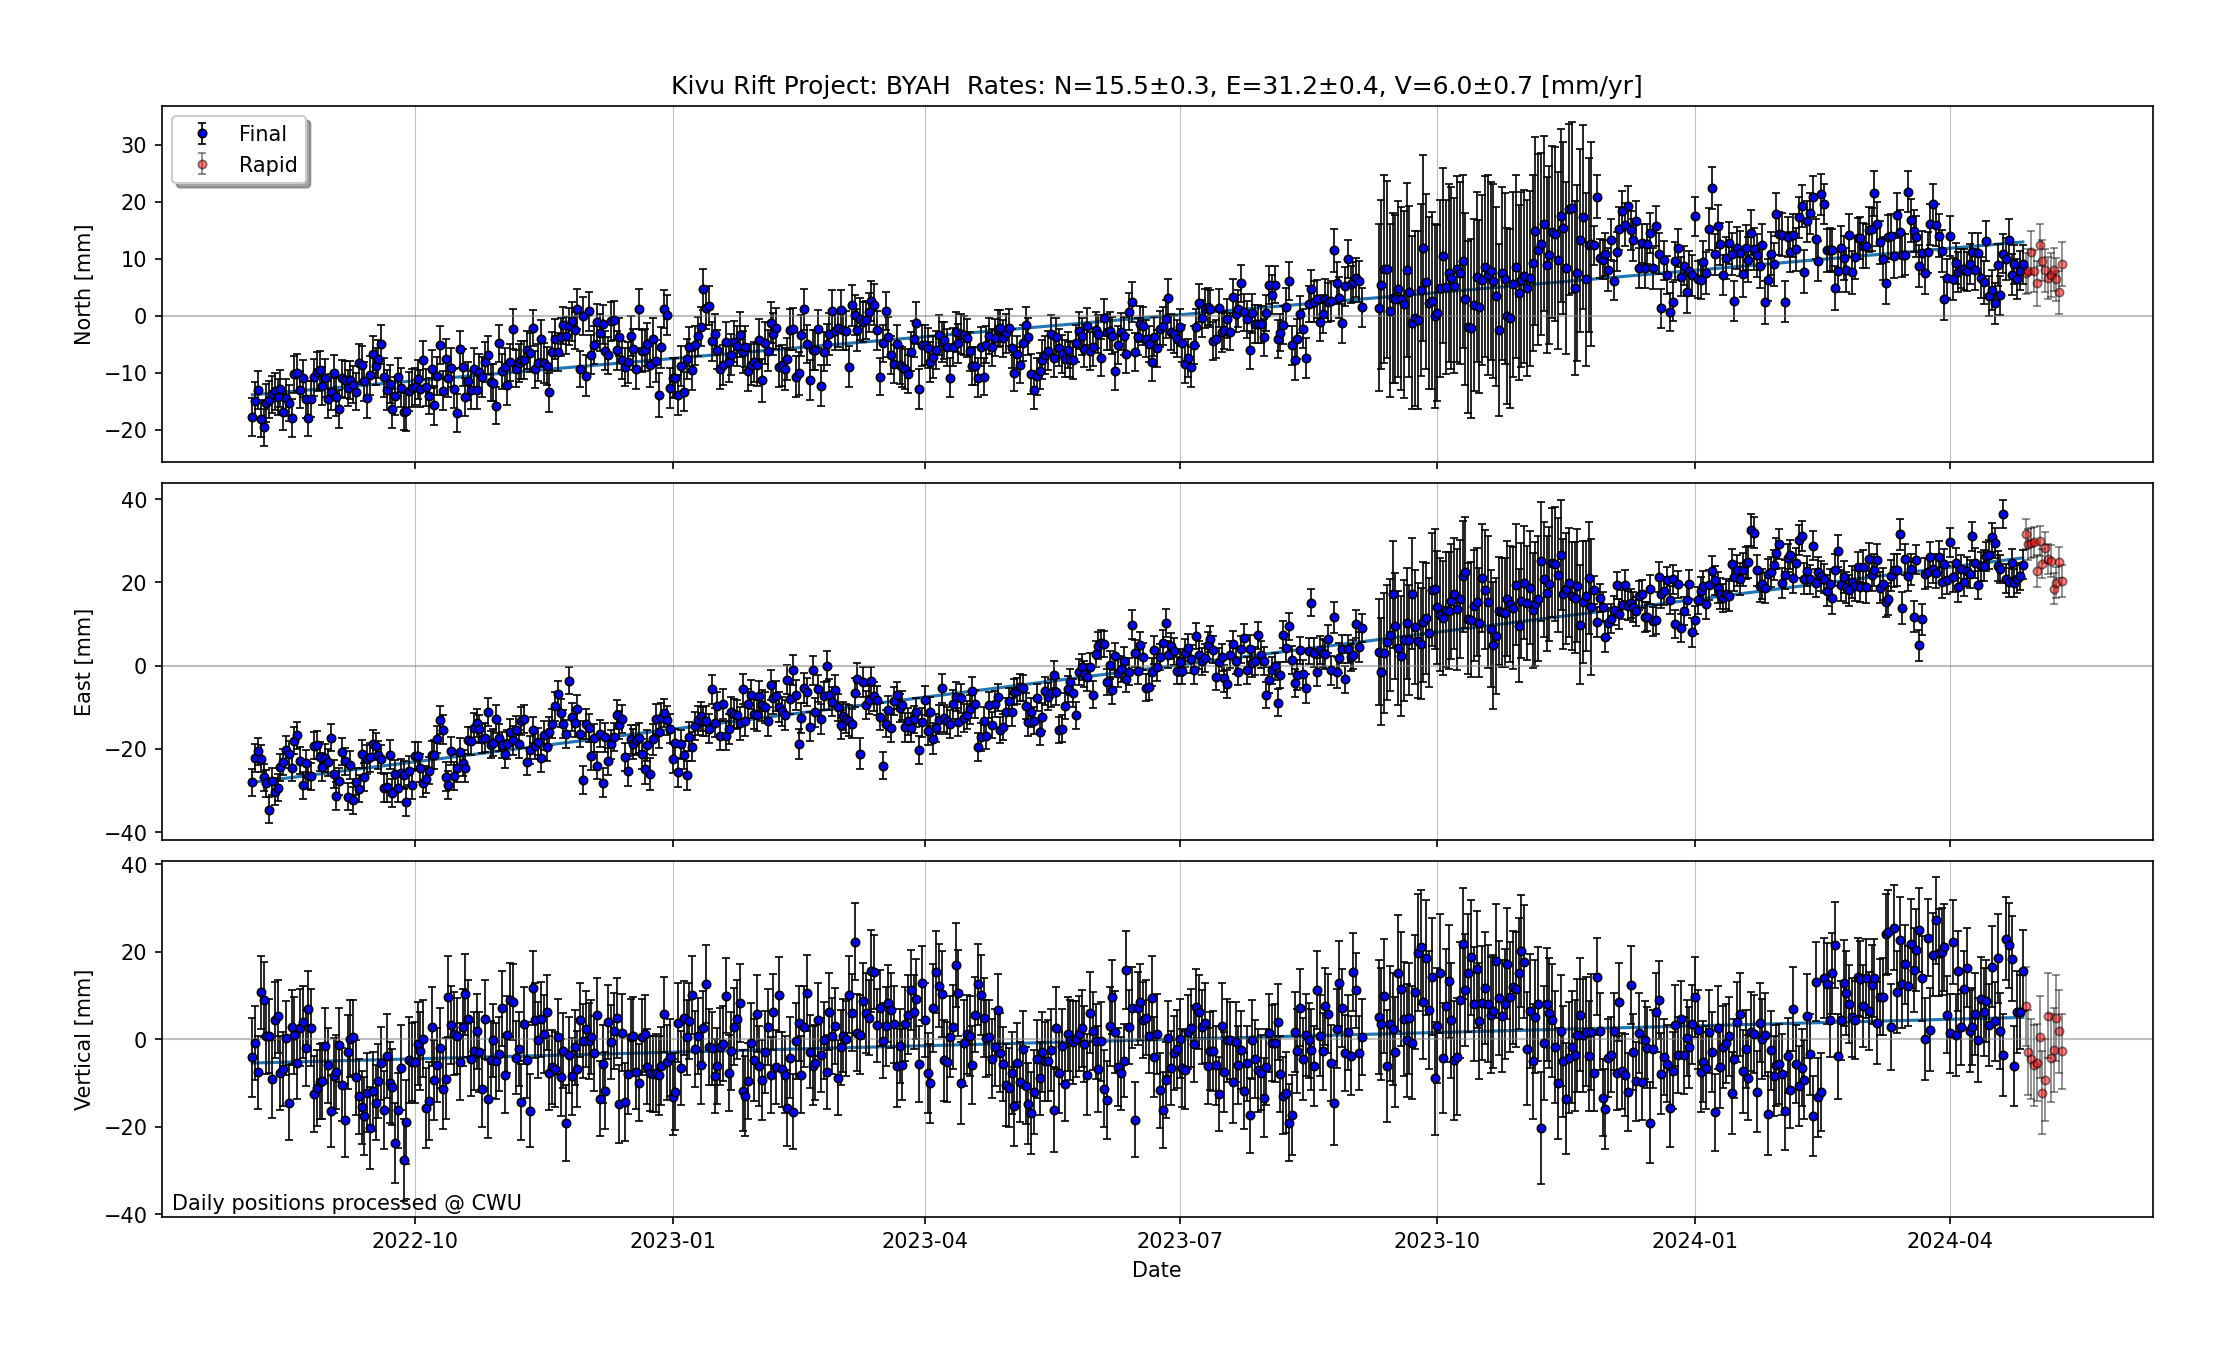 Kivu Rift Project: BYAH  Rates: N=15.5±0.3, E=31.2±0.4, V=6.0±0.7 [mm/yr]
Final
Rapid
North [mm]
30
20
10
0
−10
−20
East [mm]
40
20
0
−20
−40
Vertical [mm]
40
20
0
−20
−40
Daily positions processed @ CWU
2022-10 2023-01 2023-04 2023-07 2023-10 2024-01 2024-04
Date